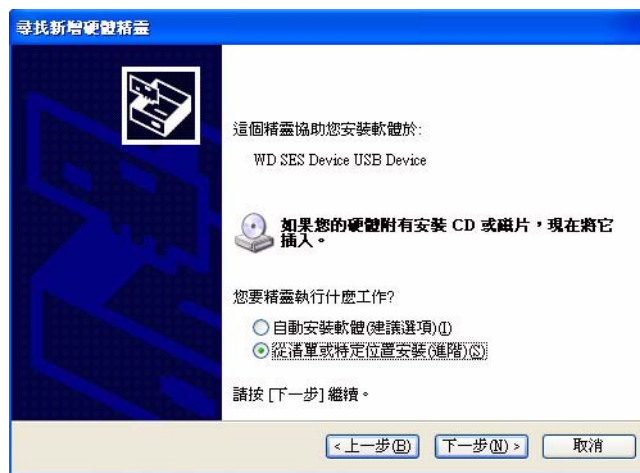 尋找新增硬體精靈
這個精靈協助您安裝軟體於:
WD SES Device USB Device
如果您的硬體附有安裝 CD 或磁片，現在將它
插入。
您要精靈執行什麼工作?
自動安裝軟體(建議選項)(I)
從清單或特定位置安裝(進階)(S)
請按 [下一步] 繼續。
<上一步(B)
下一步(N)>
取消